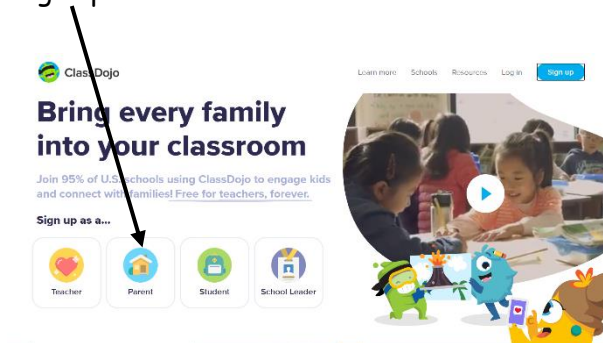 ClassDojo
Learn more Schools Resources Log in Sign up
Bring every family
into your classroom
Join 95% of U.S. schools using ClassDojo to engage kids
and connect with families! Free for teachers, forever.
Sign up as a...
Teacher Parent Student School Leader